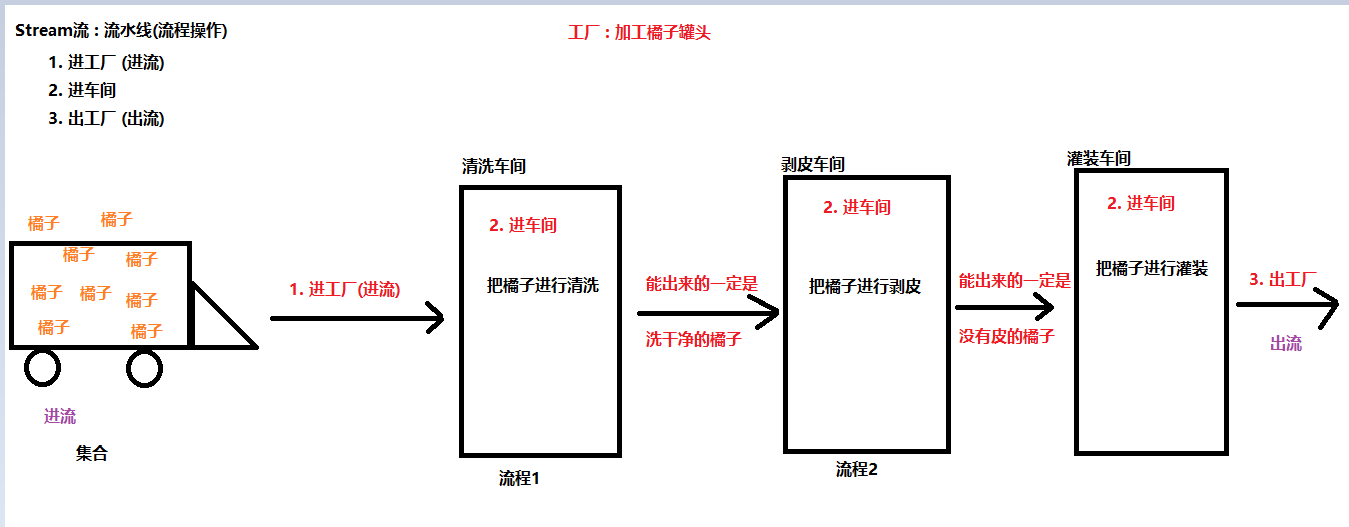 Stream流 : 流水线(流程操作)
工厂 : 加工橘子罐头
1. 进工厂 (进流)
2. 进车间
3. 出工厂 (出流)
清洗车间
剥皮车间
灌装车间
橘子
橘子
橘子
橘子
橘子
橘子
橘子
橘子
橘子
进流
集合
1. 进工厂(进流)
2. 进车间
把橘子进行清洗
流程1
能出来的一定是
洗干净的橘子
2. 进车间
把橘子进行剥皮
流程2
能出来的一定是
没有皮的橘子
2. 进车间
把橘子进行灌装
3. 出工厂
出流